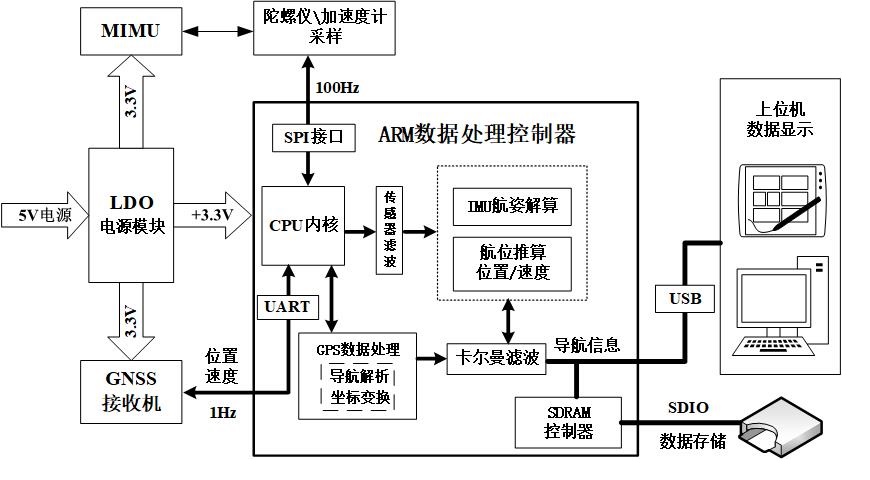 MIMU
陀螺仪\加速度计
采样
3.3V
100Hz
SPI接口
ARM数据处理控制器
上位机
数据显示
LDO
电源模块
5V电源
+3.3V
CPU内核
传
感
器
滤
波
IMU航姿解算
航位推算
位置/速度
UART
USB
3.3V
GPS数据处理
导航解析
坐标变换
卡尔曼滤波
导航信息
位置
速度
1Hz
GNSS
接收机
SDRAM
控制器
SDIO
数据存储